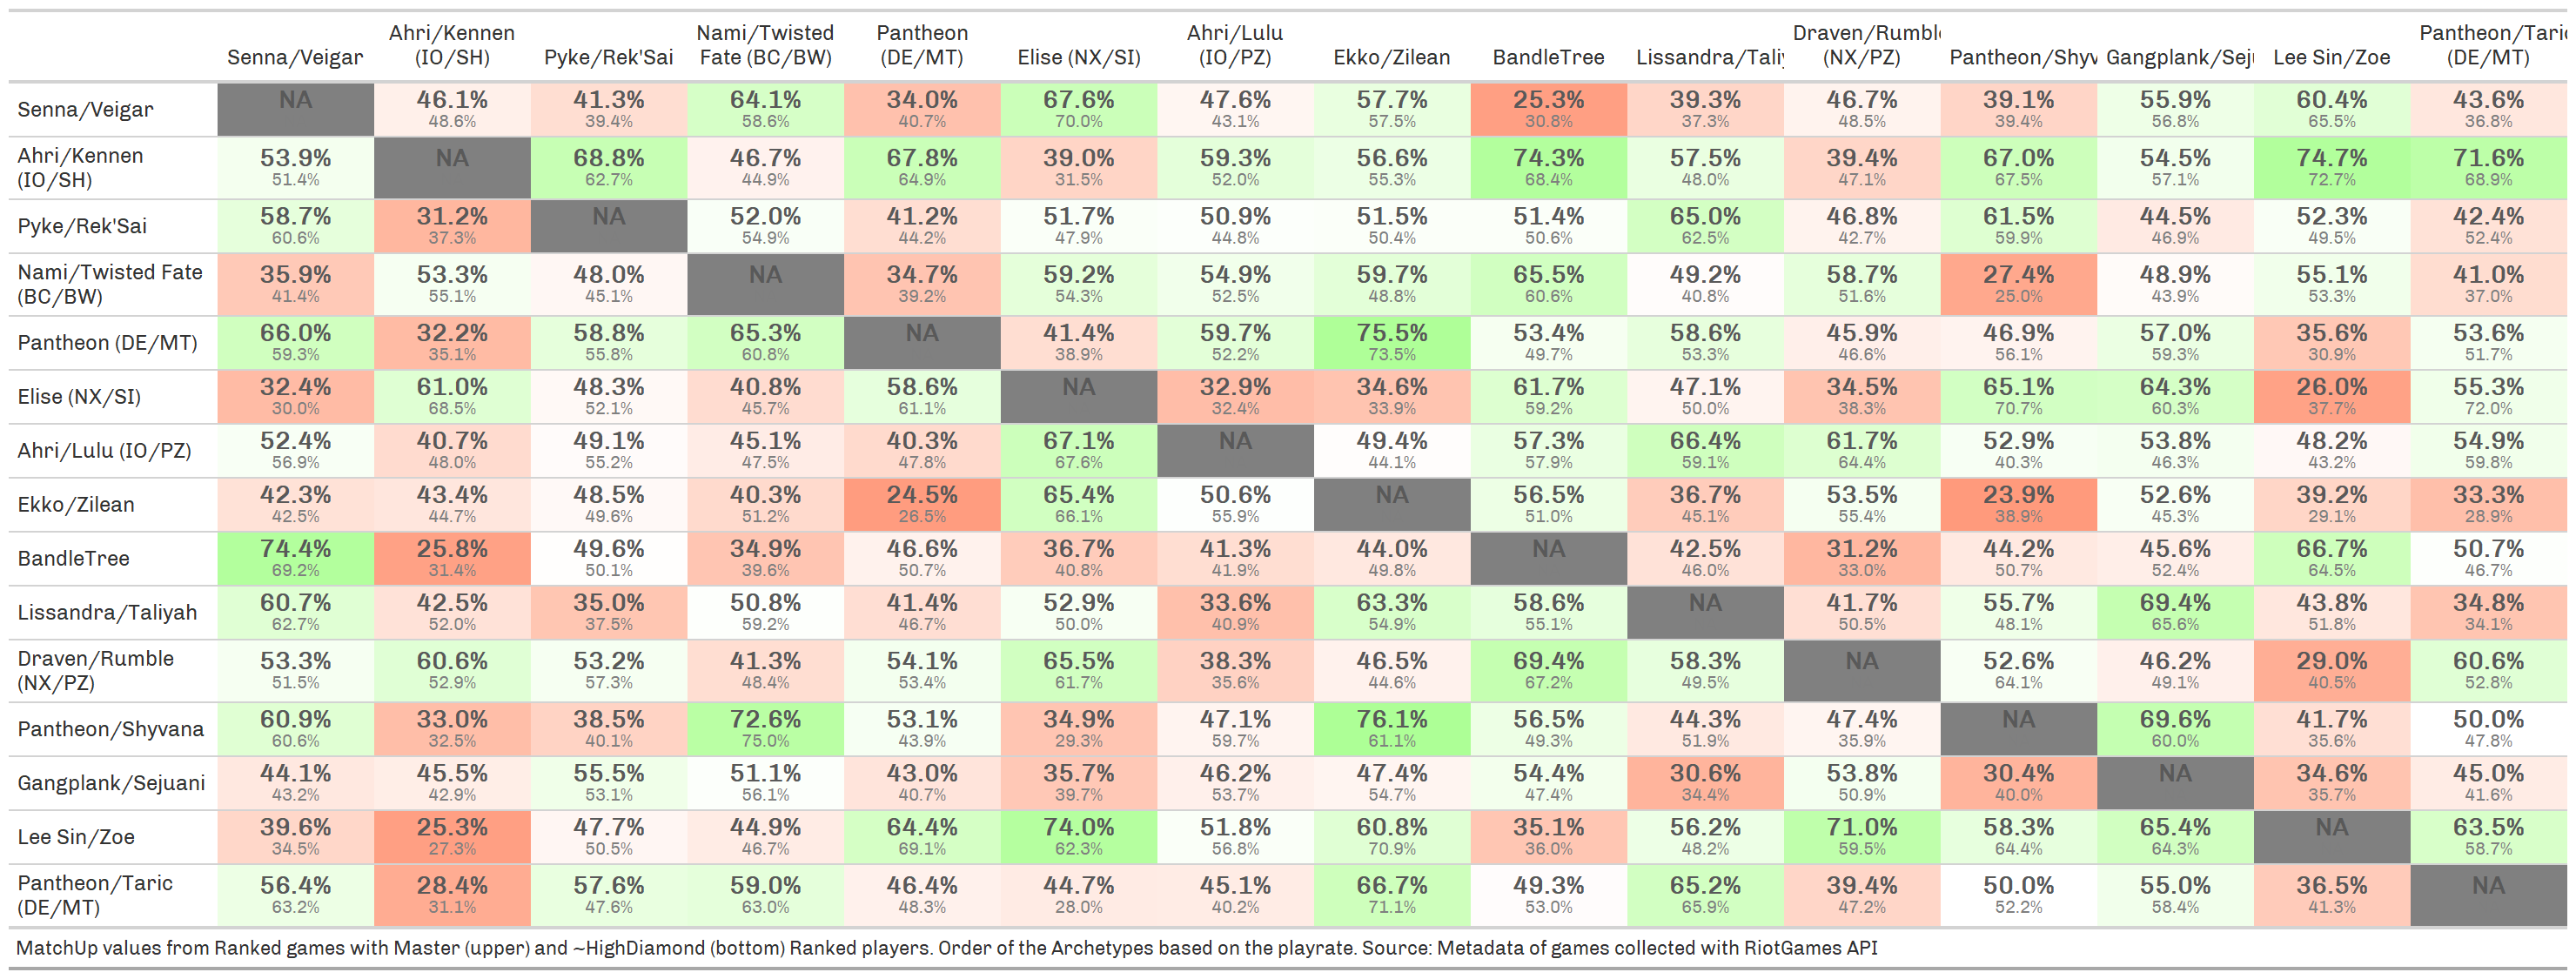 Senna/Veigar Ahri/Kennen (IO/SH) Pyke/Rek'Sai Nami/Twisted Fate (BC/BW) Pantheon (DE/MT) Elise (NX/SI) Ahri/Lulu (IO/PZ) Ekko/Zilean BandleTree Lissandra/Taliy Draven/Rumble (NX/PZ) Pantheon/Shyv Gangplank/Sej Lee Sin/Zoe Pantheon/Taric (DE/MT)
Senna/Veigar NA 46.1% 41.3% 64.1% 34.0% 67.6% 47.6% 57.7% 25.3% 39.3% 46.7% 39.1% 55.9% 60.4% 43.6%
48.6% 39.4% 58.6% 40.7% 70.0% 43.1% 57.5% 30.8% 37.3% 48.5% 39.4% 56.8% 65.5% 36.8%
Ahri/Kennen 53.9% NA 68.8% 46.7% 67.8% 39.0% 59.3% 56.6% 74.3% 57.5% 39.4% 67.0% 54.5% 74.7% 71.6%
(IO/SH) 51.4% 62.7% 44.9% 64.9% 31.5% 52.0% 55.3% 68.4% 48.0% 47.1% 67.5% 57.1% 72.7% 68.9%
Pyke/Rek'Sai 58.7% 31.2% NA 52.0% 41.2% 51.7% 50.9% 51.5% 51.4% 65.0% 46.8% 61.5% 44.5% 52.3% 42.4%
60.6% 37.3% 54.9% 44.2% 47.9% 44.8% 50.4% 50.6% 62.5% 42.7% 59.9% 46.9% 49.5% 52.4%
Nami/Twisted Fate 35.9% 53.3% 48.0% NA 34.7% 59.2% 54.9% 59.7% 65.5% 49.2% 58.7% 27.4% 48.9% 55.1% 41.0%
(BC/BW) 41.4% 55.1% 45.1% 39.2% 54.3% 52.5% 48.8% 60.6% 40.8% 51.6% 25.0% 43.9% 53.3% 37.0%
Pantheon (DE/MT) 66.0% 32.2% 58.8% 65.3% NA 41.4% 59.7% 75.5% 53.4% 58.6% 45.9% 46.9% 57.0% 35.6% 53.6%
59.3% 35.1% 55.8% 60.8% 38.9% 52.2% 73.5% 49.7% 53.3% 46.6% 56.1% 59.3% 30.9% 51.7%
Elise (NX/SI) 32.4% 61.0% 48.3% 40.8% 58.6% NA 32.9% 34.6% 61.7% 47.1% 34.5% 65.1% 64.3% 26.0% 55.3%
30.0% 68.5% 52.1% 45.7% 61.1% 32.4% 33.9% 59.2% 50.0% 38.3% 70.7% 60.3% 37.7% 72.0%
Ahri/Lulu (IO/PZ) 52.4% 40.7% 49.1% 45.1% 40.3% 67.1% NA 49.4% 57.3% 66.4% 61.7% 52.9% 53.8% 48.2% 54.9%
56.9% 48.0% 55.2% 47.5% 47.8% 67.6% 44.1% 57.9% 59.1% 64.4% 40.3% 46.3% 43.2% 59.8%
Ekko/Zilean 42.3% 43.4% 48.5% 40.3% 24.5% 65.4% 50.6% NA 56.5% 36.7% 53.5% 23.9% 52.6% 39.2% 33.3%
42.5% 44.7% 49.6% 51.2% 26.5% 66.1% 55.9% 51.0% 45.1% 55.4% 38.9% 45.3% 29.1% 28.9%
BandleTree 74.4% 25.8% 49.6% 34.9% 46.6% 36.7% 41.3% 44.0% NA 42.5% 31.2% 44.2% 45.6% 66.7% 50.7%
69.2% 31.4% 50.1% 39.6% 50.7% 40.8% 41.9% 49.8% 46.0% 33.0% 50.7% 52.4% 64.5% 46.7%
Lissandra/Taliyah 60.7% 42.5% 35.0% 50.8% 41.4% 52.9% 33.6% 63.3% 58.6% NA 41.7% 55.7% 69.4% 43.8% 34.8%
62.7% 52.0% 37.5% 59.2% 46.7% 50.0% 40.9% 54.9% 55.1% 50.5% 48.1% 65.6% 51.8% 34.1%
Draven/Rumble 53.3% 60.6% 53.2% 41.3% 54.1% 65.5% 38.3% 46.5% 69.4% 58.3% NA 52.6% 46.2% 29.0% 60.6%
(NX/PZ) 51.5% 52.9% 57.3% 48.4% 53.4% 61.7% 35.6% 44.6% 67.2% 49.5% 64.1% 49.1% 40.5% 52.8%
Pantheon/Shyvana 60.9% 33.0% 38.5% 72.6% 53.1% 34.9% 47.1% 76.1% 56.5% 44.3% 47.4% NA 69.6% 41.7% 50.0%
60.6% 32.5% 40.1% 75.0% 43.9% 29.3% 59.7% 61.1% 49.3% 51.9% 35.9% 60.0% 35.6% 47.8%
Gangplank/Sejuani 44.1% 45.5% 55.5% 51.1% 43.0% 35.7% 46.2% 47.4% 54.4% 30.6% 53.8% 30.4% NA 34.6% 45.0%
43.2% 42.9% 53.1% 56.1% 40.7% 39.7% 53.7% 54.7% 47.4% 34.4% 50.9% 40.0% 35.7% 41.6%
Lee Sin/Zoe 39.6% 25.3% 47.7% 44.9% 64.4% 74.0% 51.8% 60.8% 35.1% 56.2% 71.0% 58.3% 65.4% NA 63.5%
34.5% 27.3% 50.5% 46.7% 69.1% 62.3% 56.8% 70.9% 36.0% 48.2% 59.5% 64.4% 64.3% 58.7%
Pantheon/Taric 56.4% 28.4% 57.6% 59.0% 46.4% 44.7% 45.1% 66.7% 49.3% 65.2% 39.4% 50.0% 55.0% 36.5% NA
(DE/MT) 63.2% 31.1% 47.6% 63.0% 48.3% 28.0% 40.2% 71.1% 53.0% 65.9% 47.2% 52.2% 58.4% 41.3%
MatchUp values from Ranked games with Master (upper) and ~HighDiamond (bottom) Ranked players. Order of the Archetypes based on the playrate. Source: Metadata of games collected with RiotGames API